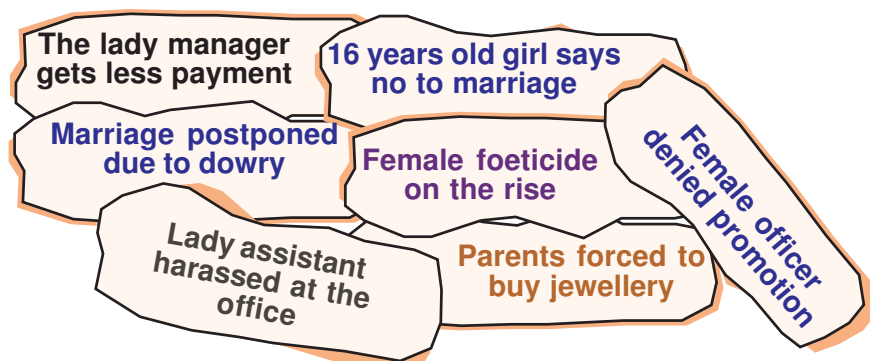 The lady manager
gets less payment
16 years old girl says
no to marriage
Marriage postponed
due to dowry
Female foeticide
on the rise
Female officer
denied promotion
Lady assistant
harassed at the
office
Parents forced to
buy jewellery